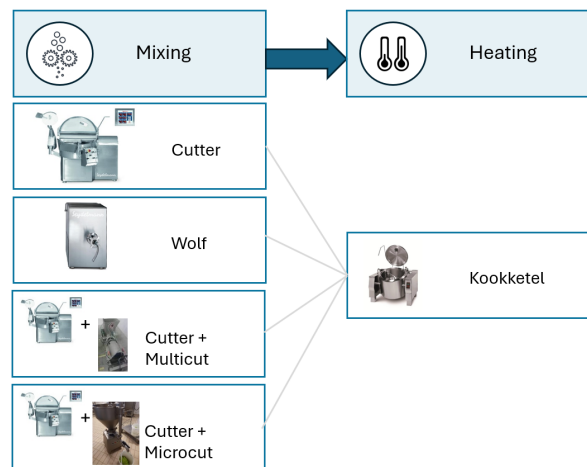 Mixing
Heating
Cutter
Wolf
Kookketel
+
Cutter +
Multicut
+
Cutter +
Microcut